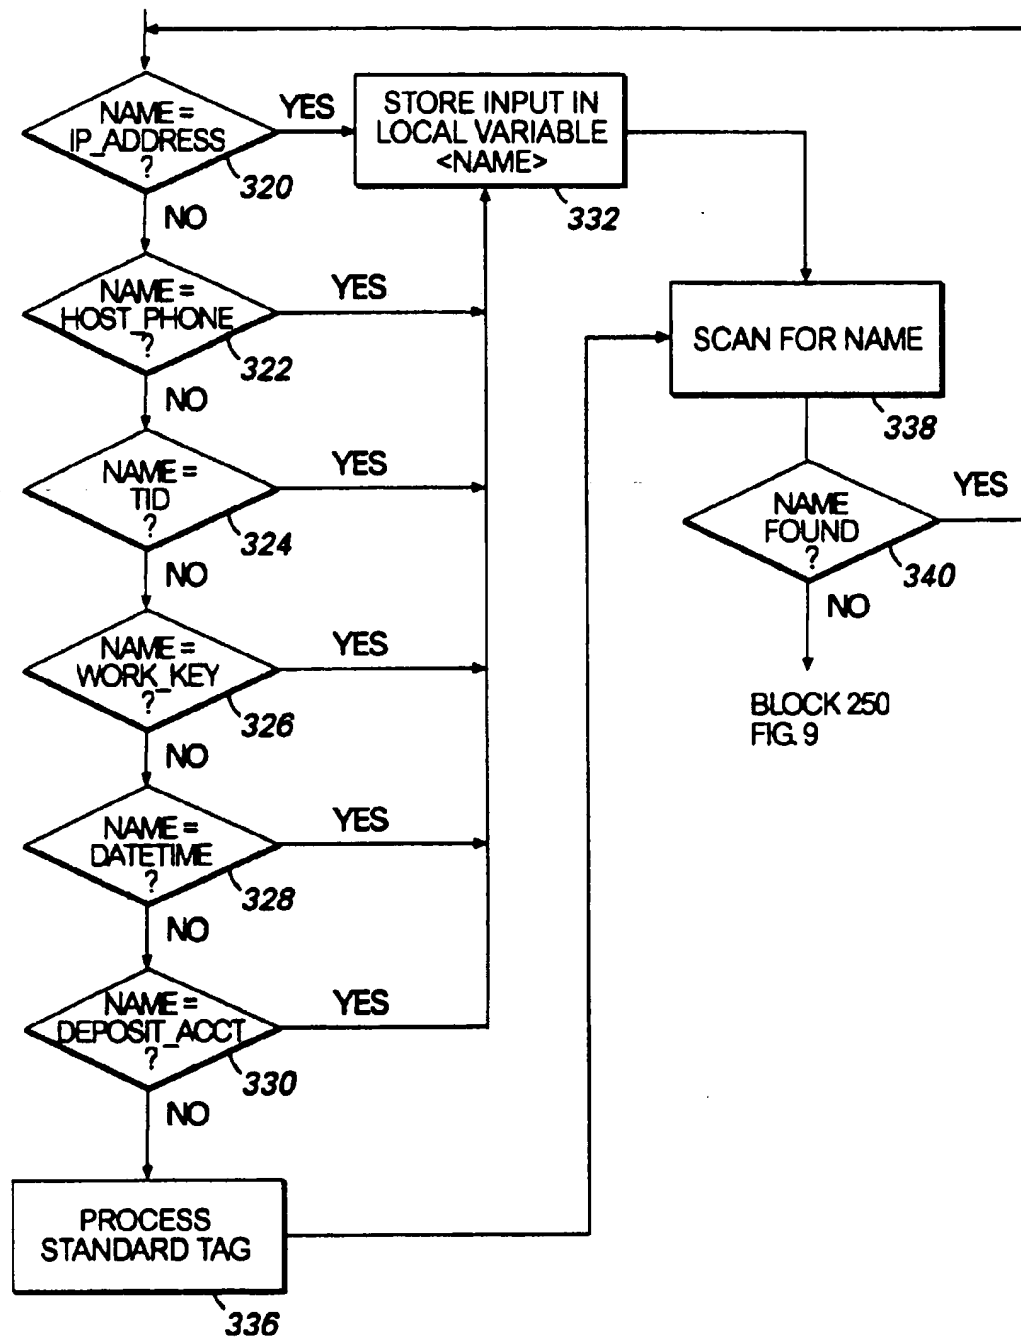 NAME =
IP_ADDRESS
?
320
YES
NO
STORE INPUT IN
LOCAL VARIABLE
<NAME>
332
NAME =
HOST_PHONE
?
322
YES
NO
SCAN FOR NAME
338
NAME =
TID
?
324
YES
NO
NAME
FOUND
?
340
YES
NO
BLOCK 250
FIG. 9
NAME =
WORK_KEY
?
326
YES
NO
NAME =
DATETIME
?
328
YES
NO
NAME =
DEPOSIT_ACCT
?
330
YES
NO
PROCESS
STANDARD TAG
336